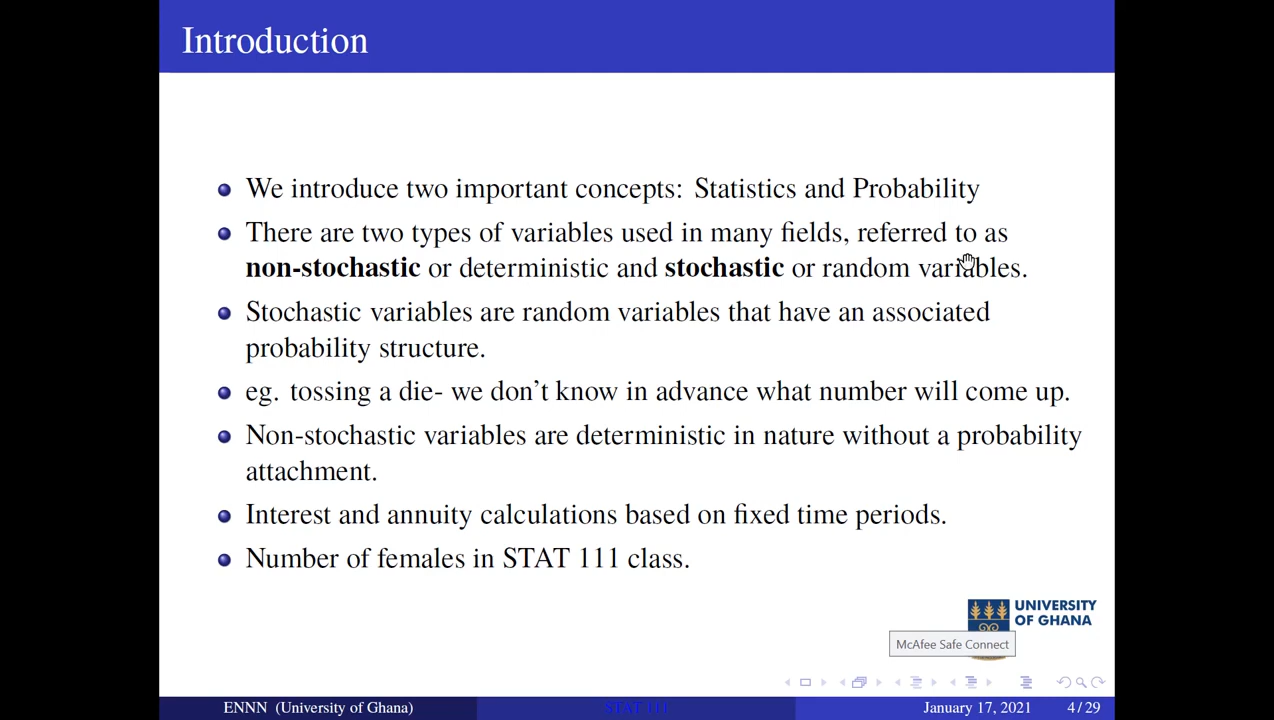 Introduction
We introduce two important concepts: Statistics and Probability
There are two types of variables used in many fields, referred to as
non-stochastic or deterministic and stochastic or random variables.
Stochastic variables are random variables that have an associated
probability structure.
eg. tossing a die- we don't know in advance what number will come up.
Non-stochastic variables are deterministic in nature without a probability
attachment.
Interest and annuity calculations based on fixed time periods.
Number of females in STAT 111 class.
UNIVERSITY
OF GHANA
McAfee Safe Connect
ENNN (University of Ghana) STAT 111 January 17, 2021 4 / 29